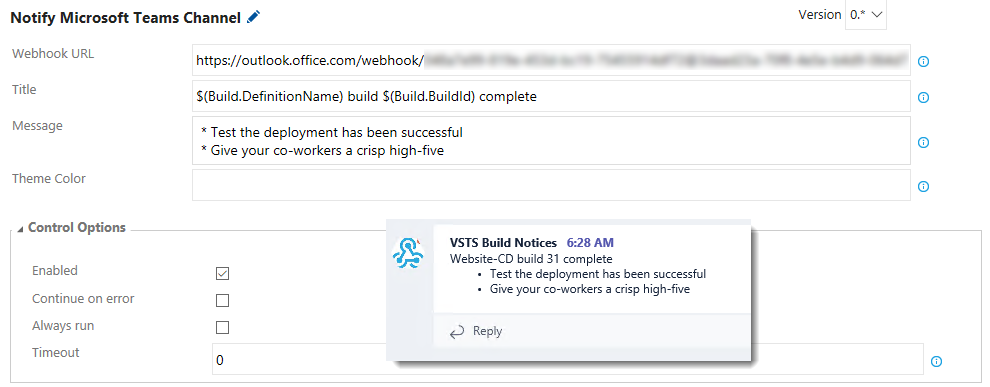 Notify Microsoft Teams Channel
Version 0.*
Webhook URL
https://outlook.office.com/webhook/
Title
$(Build.DefinitionName) build $(Build.BuildId) complete
Message
* Test the deployment has been successful
* Give your co-workers a crisp high-five
Theme Color
Control Options
VSTS Build Notices 6:28 AM
Website-CD build 31 complete
• Test the deployment has been successful
• Give your co-workers a crisp high-five
Reply
Enabled
Continue on error
Always run
Timeout
0